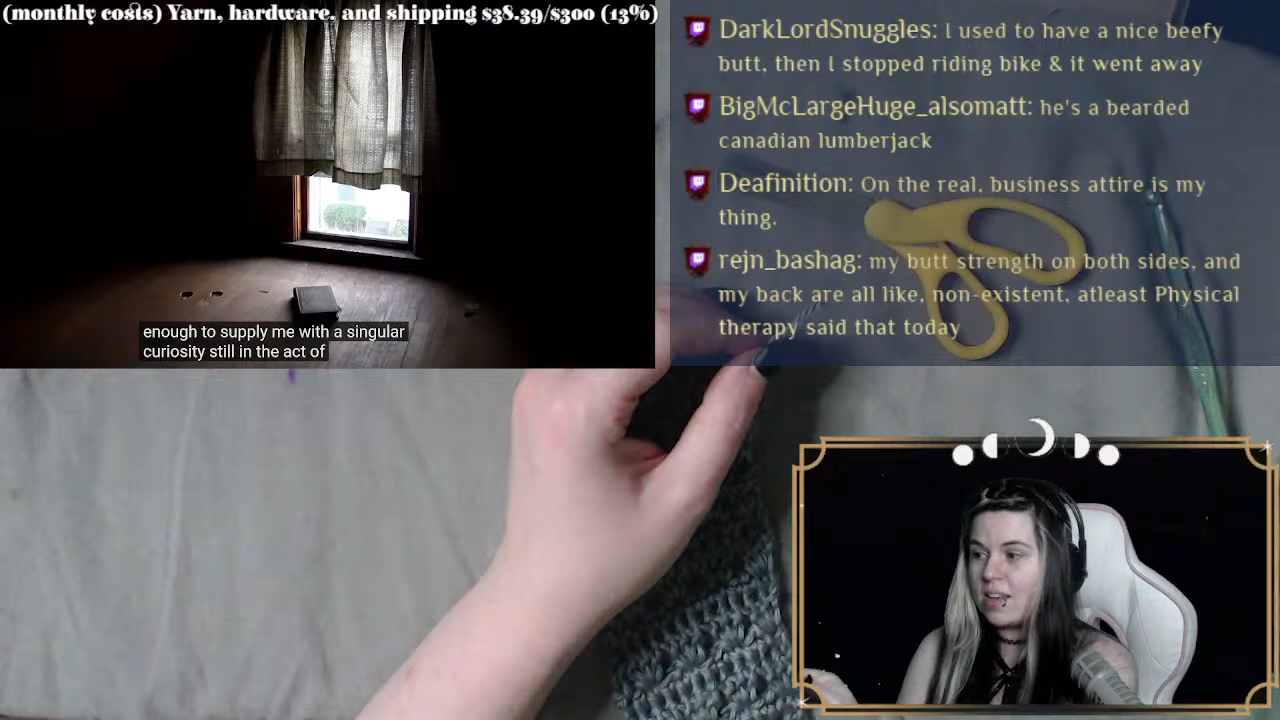 (monthly costs) Yarn, hardware, and shipping $38.39/$300 (13%)
enough to supply me with a singular
curiosity still in the act of
DarkLordSnuggles: I used to have a nice beefy
butt, then I stopped riding bike & it went away
BigMcLargeHuge_alsomatt: he's a bearded
canadian lumberjack
Deafinition: On the real, business attire is my
thing.
rejn_bashag: my butt strength on both sides, and
my back are all like, non-existent, atleast Physical
therapy said that today